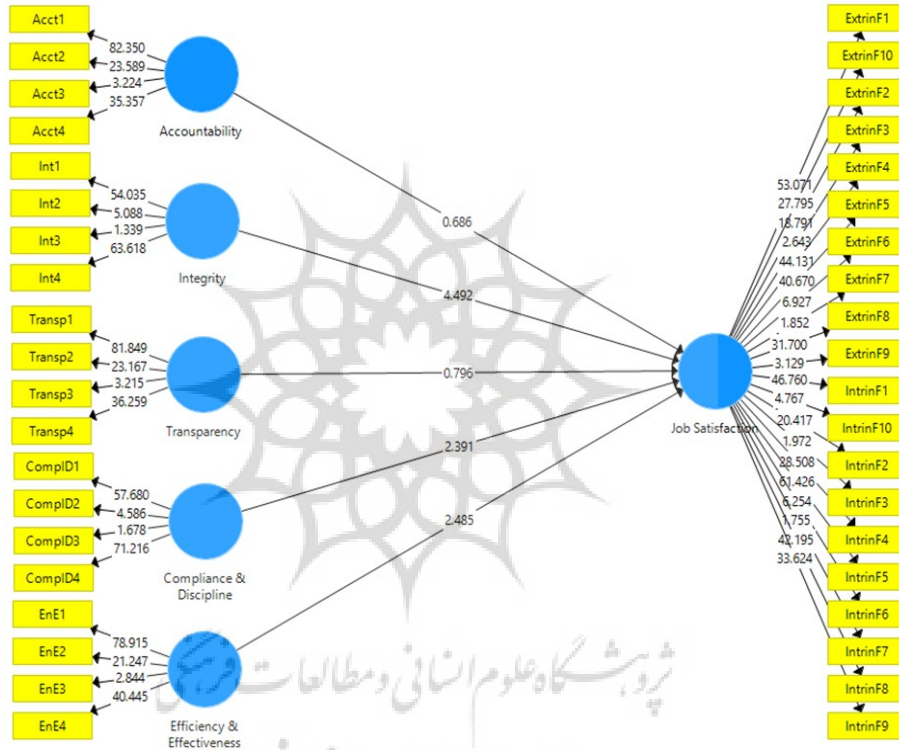 Acct1
Acct2
Acct3
Acct4
82.350
23.589
3.224
35.357
Accountability
Int1
Int2
Int3
Int4
54.035
5.088
1.339
63.618
Integrity
Transp1
Transp2
Transp3
Transp4
81.849
23.167
3.215
36.259
Transparency
CompID1
CompID2
CompID3
CompID4
57.680
4.586
1.678
71.216
Compliance &
Discipline
EnE1
EnE2
EnE3
EnE4
78.915
21.247
2.844
40.445
Efficiency &
Effectiveness
0.686
4.492
0.796
2.391
2.485
Job Satisfaction
53.071
27.795
18.791
2.643
44.131
40.670
6.927
1.852
31.700
3.129
46.760
4.767
20.417
1.972
28.508
61.426
6.254
1.755
42.195
33.624
ExtrinF1
ExtrinF10
ExtrinF2
ExtrinF3
ExtrinF4
ExtrinF5
ExtrinF6
ExtrinF7
ExtrinF8
ExtrinF9
IntrinF1
IntrinF10
IntrinF2
IntrinF3
IntrinF4
IntrinF5
IntrinF6
IntrinF7
IntrinF8
IntrinF9
پژوهشگاه علوم انسانی و مطالعات فرهنگی